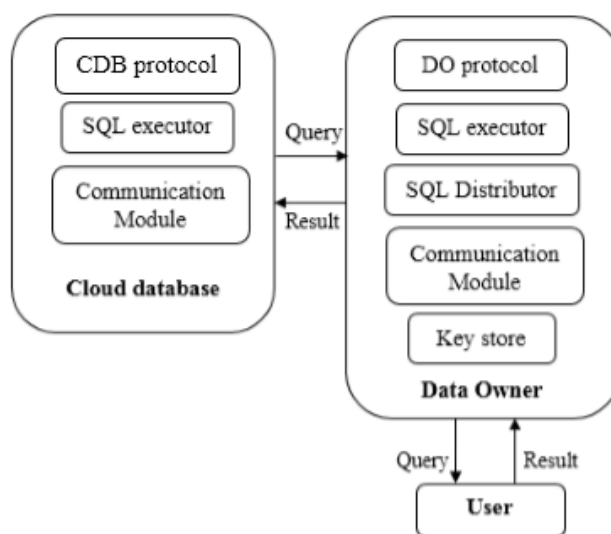 CDB protocol
SQL executor
Communication
Module
Cloud database
Query
Result
DO protocol
SQL executor
SQL Distributor
Communication
Module
Key store
Data Owner
Query
Result
User